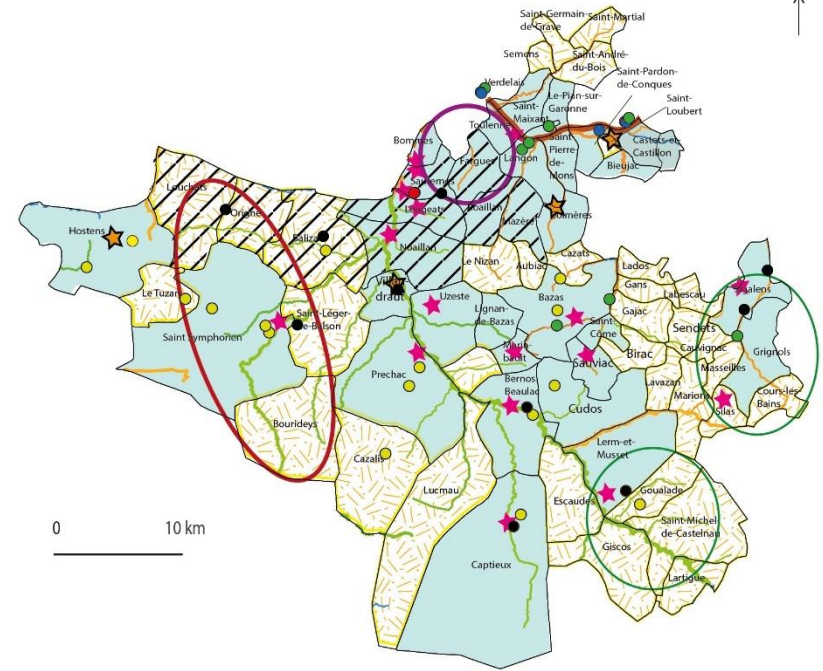 Saint-Germain-
de-Grave
Saint-Martial
Semens
Saint-André-
du-Bois
Saint-Pardon-
de-Conques
Verdelais
Le-Pian-sur-
Garonne
Saint-
Loubert
Saint-
Maixant
Toulenne
Bommes
Saint
Pierre
de-
Mons
Castets-et-
Castillon
Langon
Fargues
Bieujac
Sauternes
Léogeats
Roaillan
Mazères
Coimères
Louchats
Origne
Hostens
Balizac
Noaillan
Le Nizan
Aubiac
Cazats
Lados
Gans
Labescau
Le Tuzan
Villan-
draut
Uzeste
Bazas
Gajac
Saint Symphorien
Saint-Léger-
de-Balson
Lignan-
de-Bazas
Saint-
Côme
Sendets
Cauvignac
Grignols
Birac
Masseilles
Prechac
Sauviac
Lavazan
Marions
Cours-les-
Bains
Bernos
Beaulac
Cudos
Silas
Bourideys
Cazalis
Lerm-et-
Musset
Lucmau
Escaudes
Goualade
Saint-Michel-
de-Castelnau
Giscos
Captieux
Lartigue
0
10 km